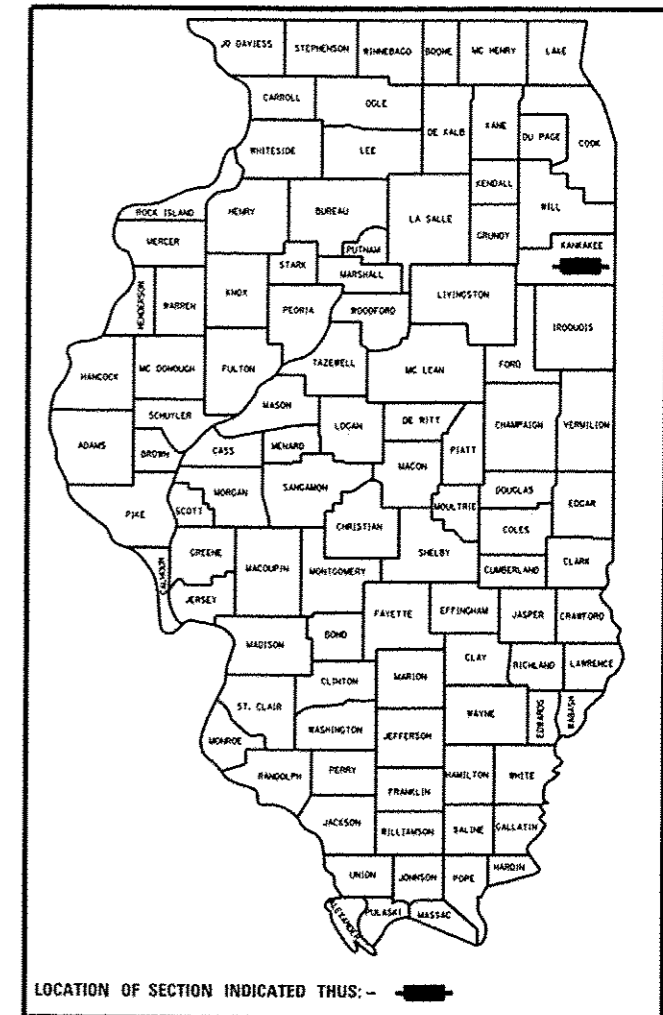 JO DAVIESS STEPHENSON WINNEBAGO BOONE MC HENRY LAKE
CARROLL OGLE DE KALB KANE DU PAGE COOK
WHITESIDE LEE
KENDALL WILL
ROCK ISLAND HENRY BUREAU LA SALLE GRUNDY
MERCER PUTNAM KANKAKEE
STARK MARSHALL
HENDERSON WARREN KNOX PEORIA WOODFORD LIVINGSTON IROQUOIS
HANCOCK MC DONOUGH FULTON TAZEWELL MC LEAN FORD
SCHUYLER MASON LOGAN DE WITT CHAMPAIGN VERMILION
ADAMS BROWN CASS MENARD MACON PIATT
PIKE SCOTT MORGAN SANGAMON MOULTRIE DOUGLAS EDGAR
CHRISTIAN COLES
CALHOUN GREENE MACOUPIN MONTGOMERY SHELBY CUMBERLAND CLARK
JERSEY FAYETTE EFFINGHAM JASPER CRAWFORD
MADISON BOND CLAY RICHLAND LAWRENCE
CLINTON MARION
ST. CLAIR WASHINGTON WAYNE EDWARDS WABASH
MONROE JEFFERSON
RANDOLPH PERRY HAMILTON WHITE
FRANKLIN
JACKSON WILLIAMSON SALINE GALLATIN
UNION JOHNSON POPE HARDIN
ALEXANDER PULASKI MASSAC
LOCATION OF SECTION INDICATED THUS: -